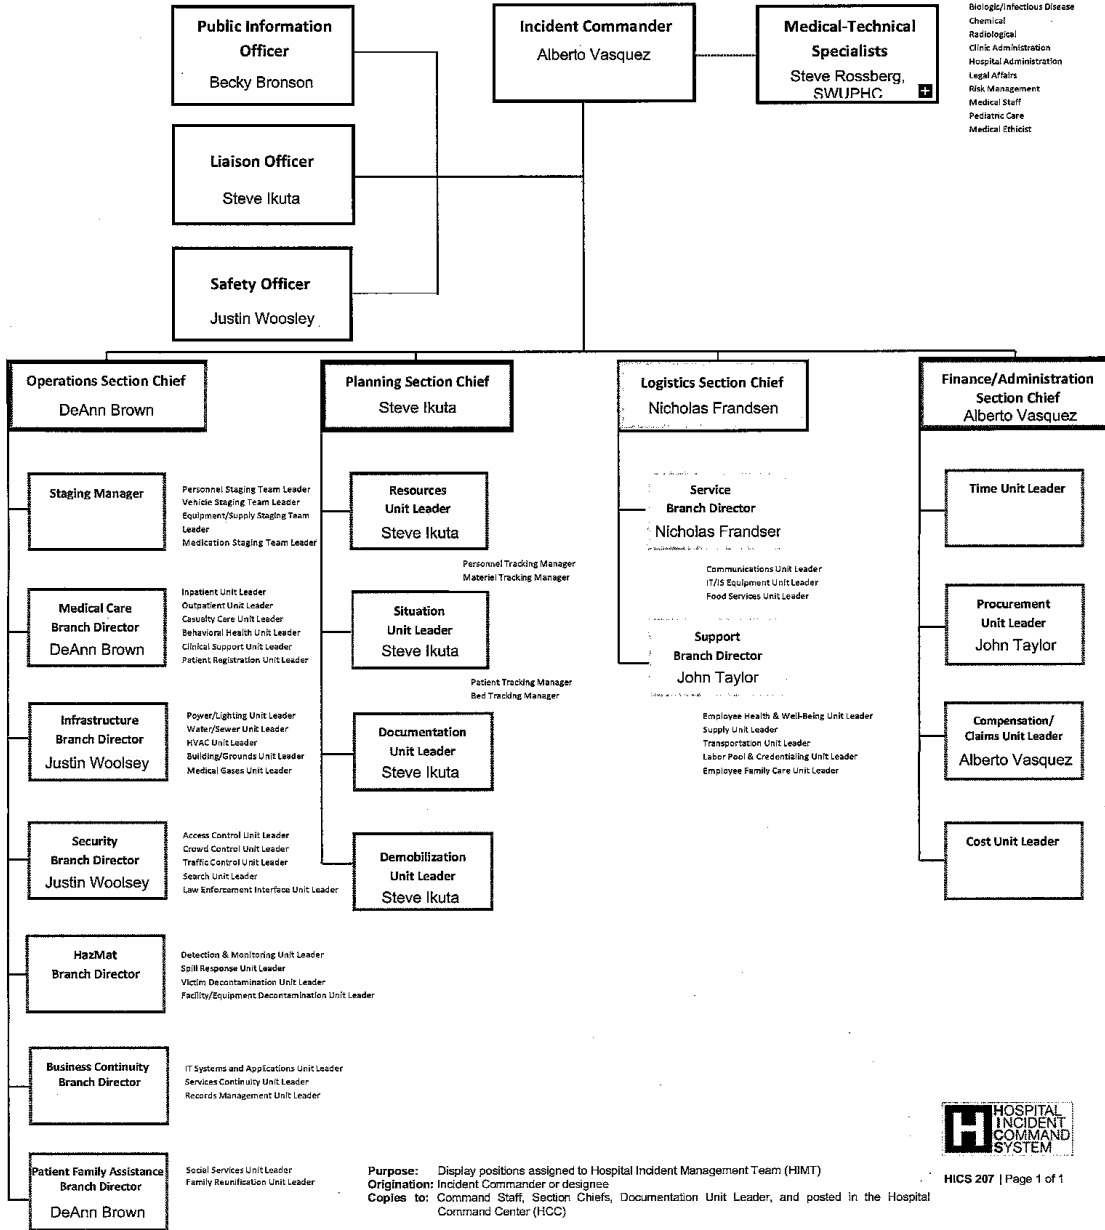 Public Information
Officer
Becky Bronson
Incident Commander
Alberto Vasquez
Medical-Technical
Specialists
Steve Rossberg,
SWUPHC
Biologic/Infectious Disease
Chemical
Radiological
Clinic Administration
Hospital Administration
Legal Affairs
Risk Management
Medical Staff
Pediatric Care
Medical Ethicist
Liaison Officer
Steve Ikuta
Safety Officer
Justin Woosley
Operations Section Chief
DeAnn Brown
Planning Section Chief
Steve Ikuta
Logistics Section Chief
Nicholas Frandsen
Finance/Administration
Section Chief
Alberto Vasquez
Staging Manager
Personnel Staging Team Leader
Vehicle Staging Team Leader
Equipment/Supply Staging Team
Leader
Medication Staging Team Leader
Medical Care
Branch Director
DeAnn Brown
Inpatient Unit Leader
Outpatient Unit Leader
Casualty Care Unit Leader
Behavioral Health Unit Leader
Clinical Support Unit Leader
Patient Registration Unit Leader
Infrastructure
Branch Director
Justin Woolsey
Power/Lighting Unit Leader
Water/Sewer Unit Leader
HVAC Unit Leader
Building/Grounds Unit Leader
Medical Gases Unit Leader
Security
Branch Director
Justin Woolsey
Access Control Unit Leader
Crowd Control Unit Leader
Traffic Control Unit Leader
Search Unit Leader
Law Enforcement Interface Unit Leader
HazMat
Branch Director
Detection & Monitoring Unit Leader
Spill Response Unit Leader
Victim Decontamination Unit Leader
Facility/Equipment Decontamination Unit Leader
Business Continuity
Branch Director
IT Systems and Applications Unit Leader
Services Continuity Unit Leader
Records Management Unit Leader
Patient Family Assistance
Branch Director
DeAnn Brown
Social Services Unit Leader
Family Reunification Unit Leader
Resources
Unit Leader
Steve Ikuta
Personnel Tracking Manager
Materiel Tracking Manager
Situation
Unit Leader
Steve Ikuta
Patient Tracking Manager
Bed Tracking Manager
Documentation
Unit Leader
Steve Ikuta
Demobilization
Unit Leader
Steve Ikuta
Service
Branch Director
Nicholas Frandser
Communications Unit Leader
IT/IS Equipment Unit Leader
Food Services Unit Leader
Support
Branch Director
John Taylor
Employee Health & Well-Being Unit Leader
Supply Unit Leader
Transportation Unit Leader
Labor Pool & Credentialing Unit Leader
Employee Family Care Unit Leader
Time Unit Leader
Procurement
Unit Leader
John Taylor
Compensation/
Claims Unit Leader
Alberto Vasquez
Cost Unit Leader
Purpose: Display positions assigned to Hospital Incident Management Team (HIMT)
Origination: Incident Commander or designee
Copies to: Command Staff, Section Chiefs, Documentation Unit Leader, and posted in the Hospital
Command Center (HCC)
H HOSPITAL
INCIDENT
COMMAND
SYSTEM
HICS 207 | Page 1 of 1